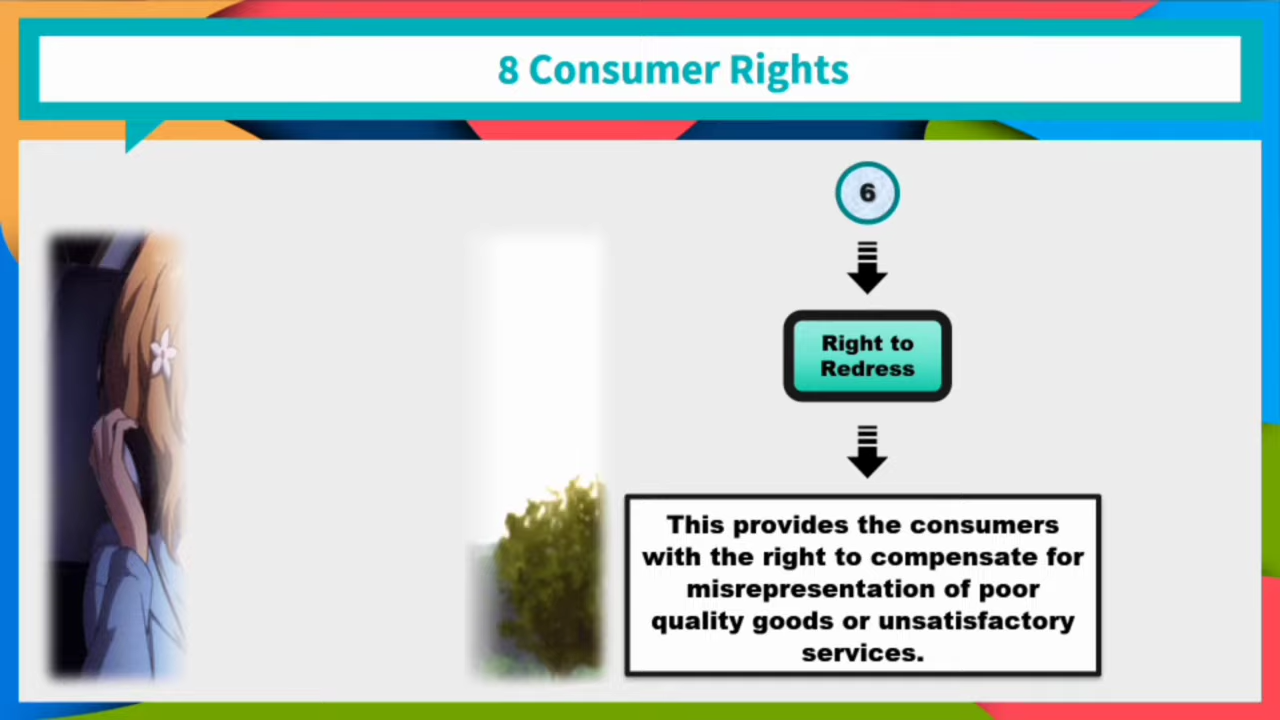 8 Consumer Rights
6
Right to
Redress
This provides the consumers
with the right to compensate for
misrepresentation of poor
quality goods or unsatisfactory
services.